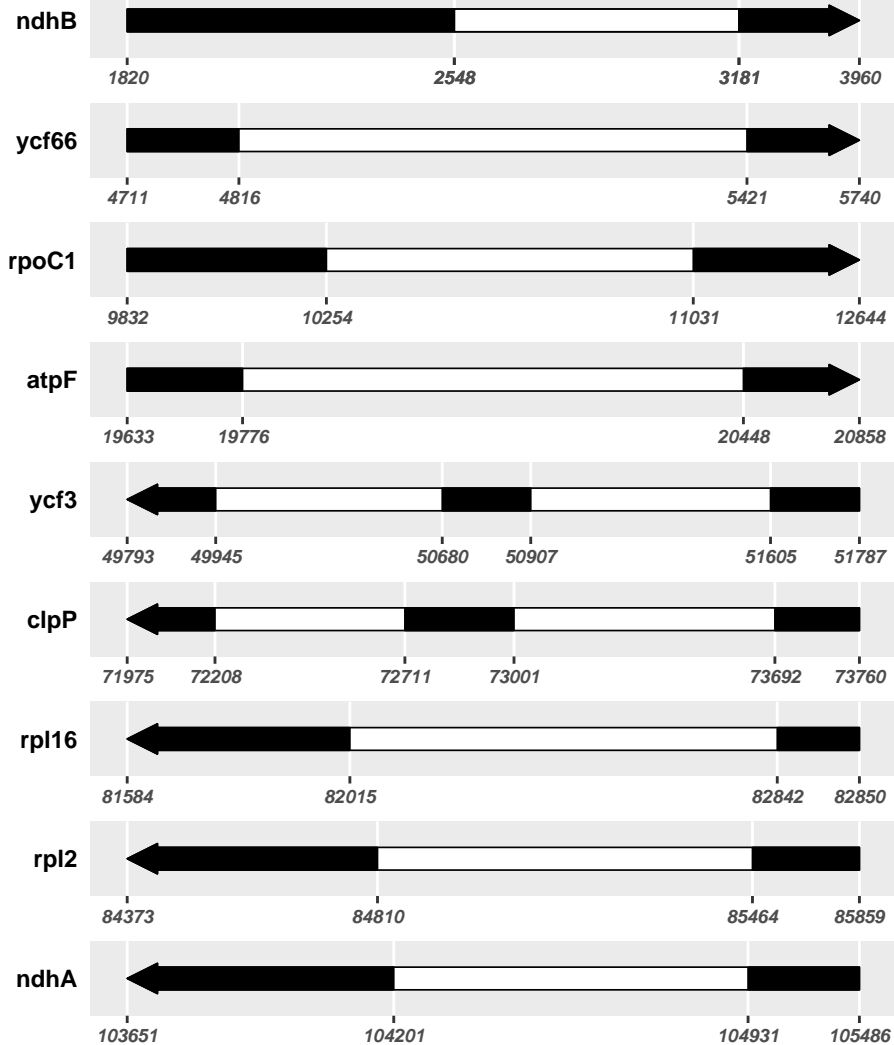 ndhB
1820 2548 3181 3960
ycf66
4711 4816 5421 5740
rpoC1
9832 10254 11031 12644
atpF
19633 19776 20448 20858
ycf3
49793 49945 50680 50907 51605 51787
clpP
71975 72208 72711 73001 73692 73760
rpl16
81584 82015 82842 82850
rpl2
84373 84810 85464 85859
ndhA
103651 104201 104931 105486